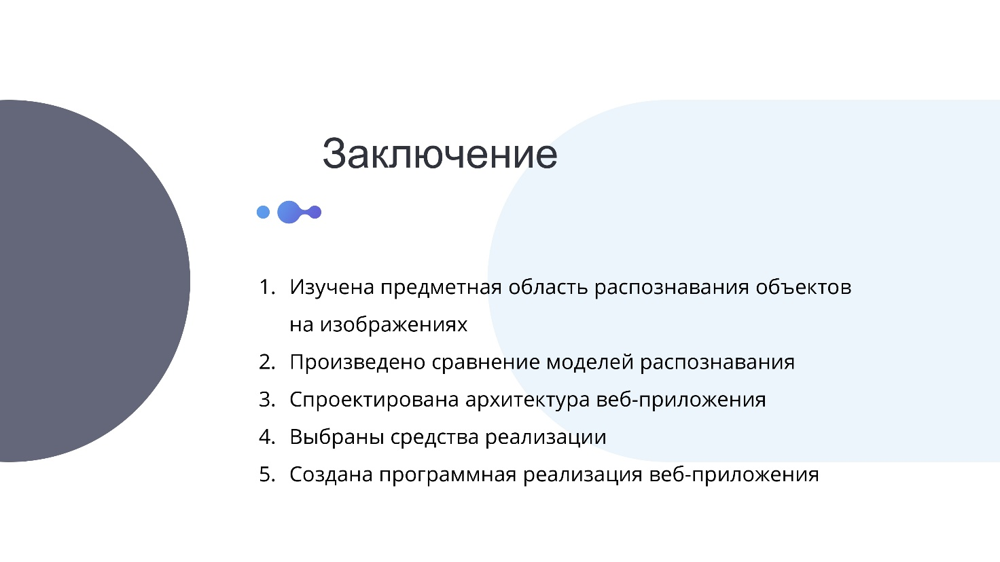 Заключение
1. Изучена предметная область распознавания объектов
на изображениях
2. Произведено сравнение моделей распознавания
3. Спроектирована архитектура веб-приложения
4. Выбраны средства реализации
5. Создана программная реализация веб-приложения